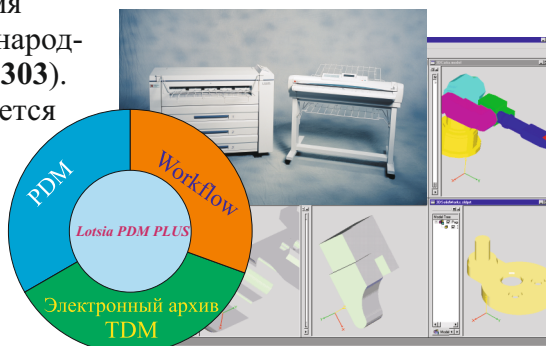 ия
народ-
303).
ется
PDM
Workflow
Lotsia PDM PLUS
Электронный архив
TDM